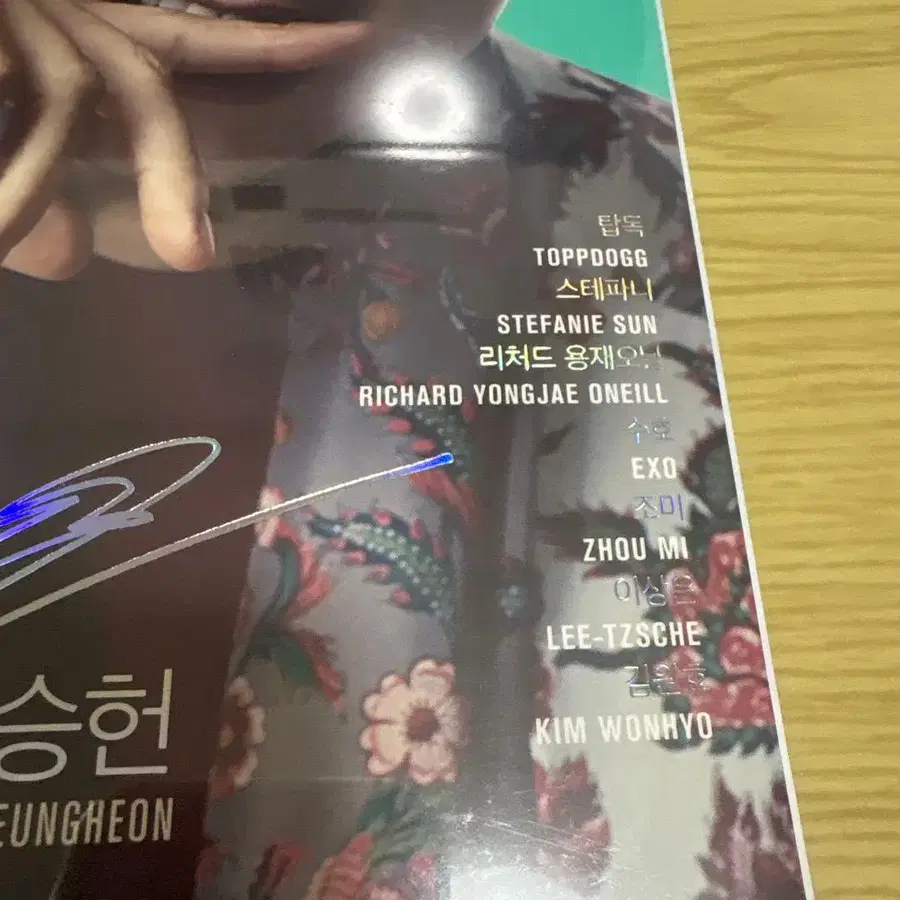 탑독
TOPPDOGG
스테파니
STEFANIE SUN
리처드 용재오닐
RICHARD YONGJAE ONEILL
수호
EXO
조미
ZHOU MI
이상은
LEE-TZSCHE
김원효
KIM WONHYO
승헌
EUNGHEON